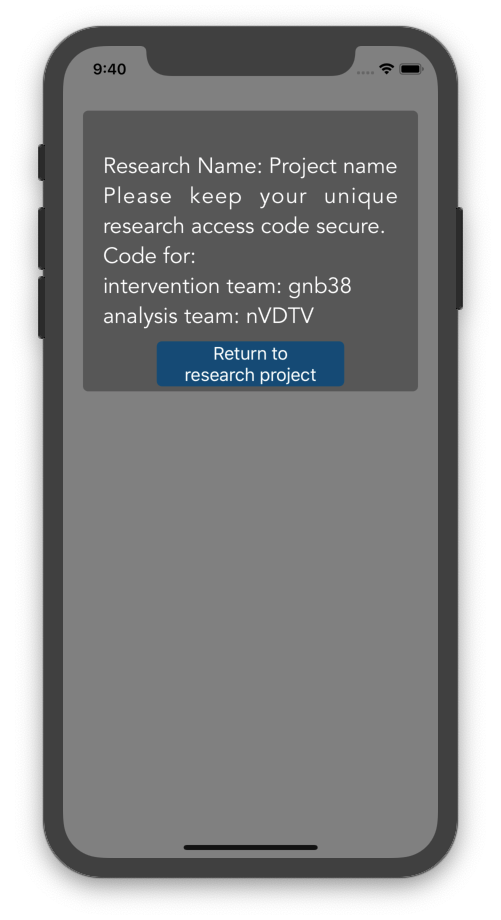 9:40
Research Name: Project name
Please keep your unique
research access code secure.
Code for:
intervention team: gnb38
analysis team: nVDTV
Return to
research project